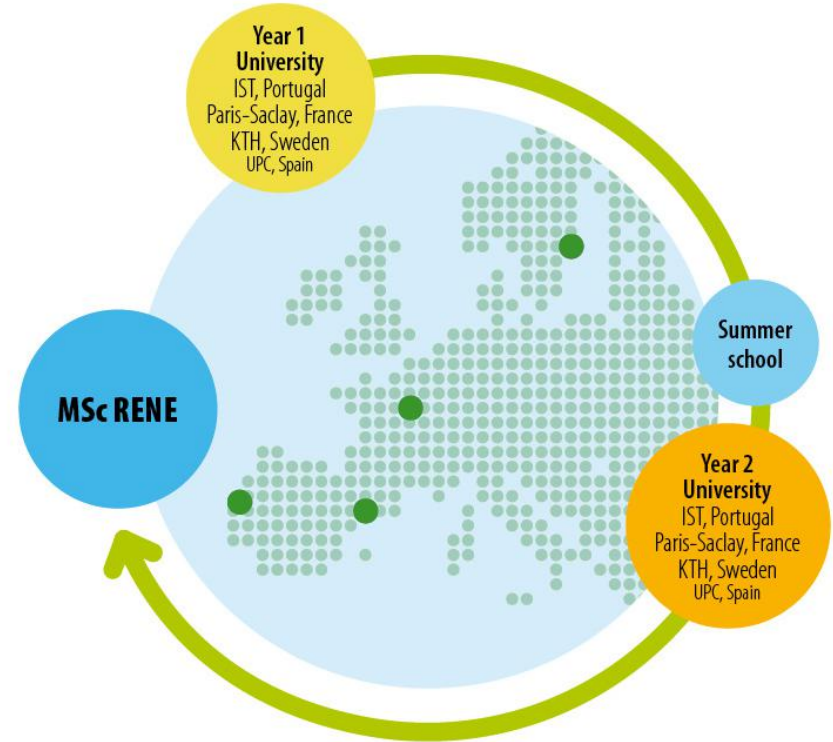 Year 1
University
IST, Portugal
Paris-Saclay, France
KTH, Sweden
UPC, Spain
Summer
school
MSc RENE
Year 2
University
IST, Portugal
Paris-Saclay, France
KTH, Sweden
UPC, Spain